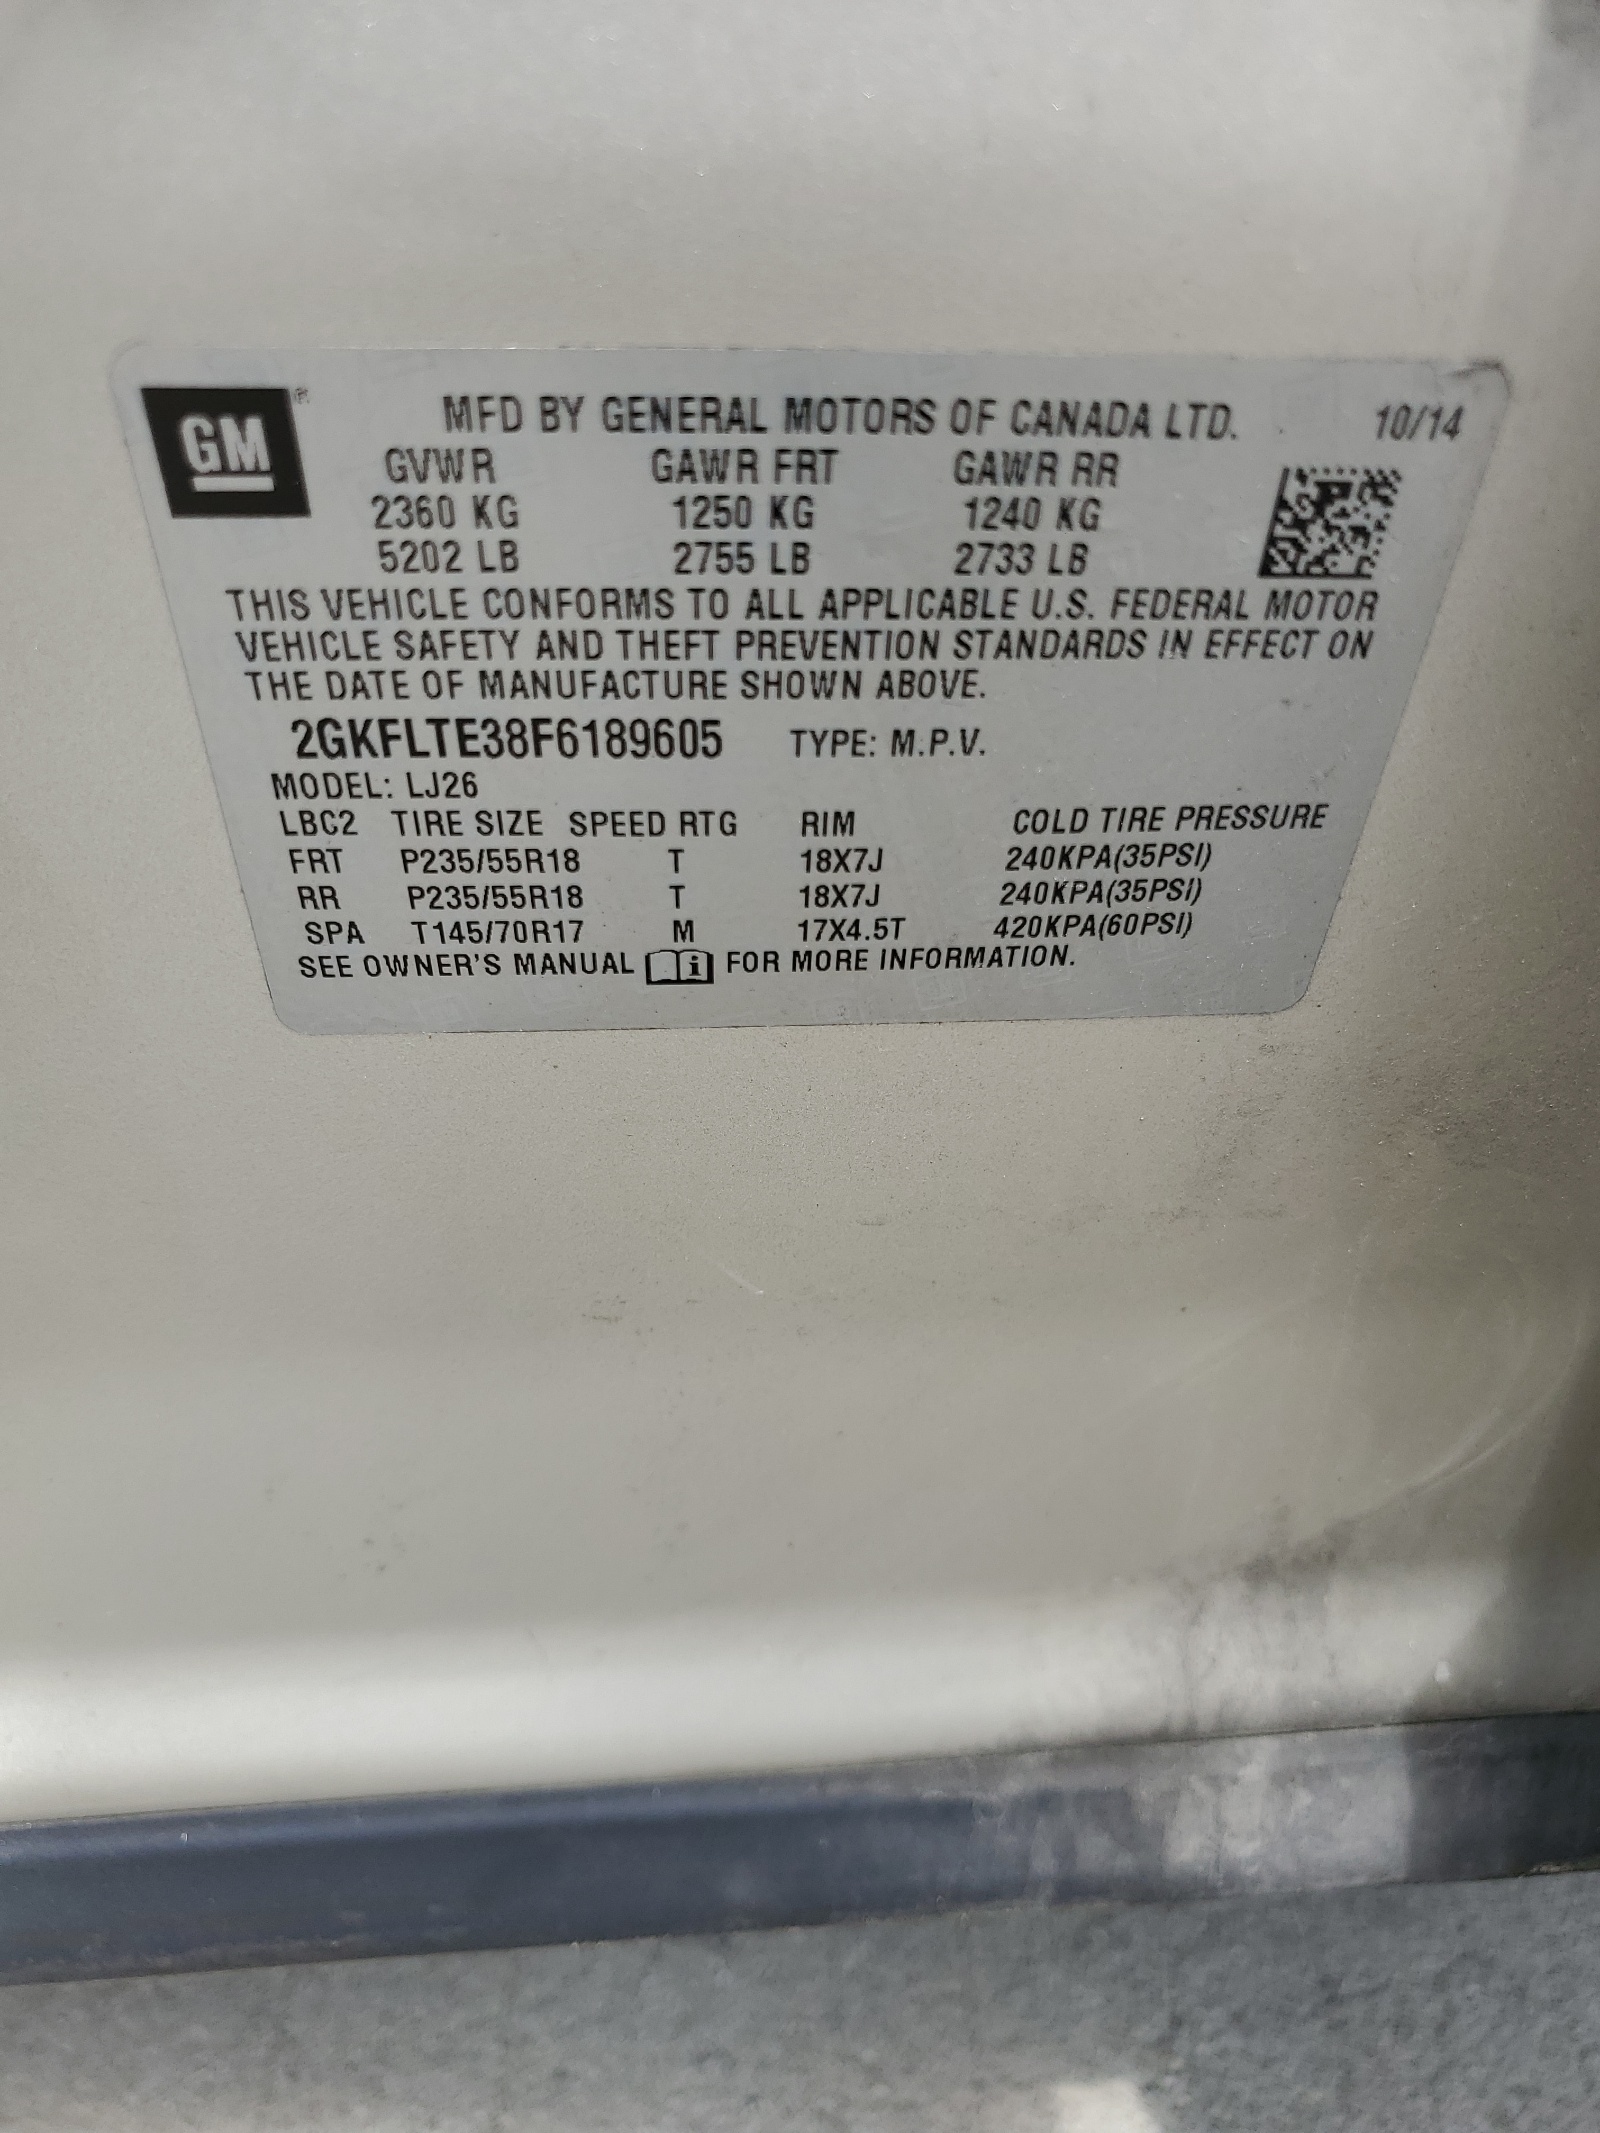 GM ®
MFD BY GENERAL MOTORS OF CANADA LTD. 10/14
GVWR GAWR FRT GAWR RR
2360 KG 1250 KG 1240 KG
5202 LB 2755 LB 2733 LB
THIS VEHICLE CONFORMS TO ALL APPLICABLE U.S. FEDERAL MOTOR
VEHICLE SAFETY AND THEFT PREVENTION STANDARDS IN EFFECT ON
THE DATE OF MANUFACTURE SHOWN ABOVE.
2GKFLTE38F6189605 TYPE: M.P.V.
MODEL: LJ26
LBC2 TIRE SIZE SPEED RTG RIM COLD TIRE PRESSURE
FRT P235/55R18 T 18X7J 240KPA(35PSI)
RR P235/55R18 T 18X7J 240KPA(35PSI)
SPA T145/70R17 M 17X4.5T 420KPA(60PSI)
SEE OWNER'S MANUAL i FOR MORE INFORMATION.